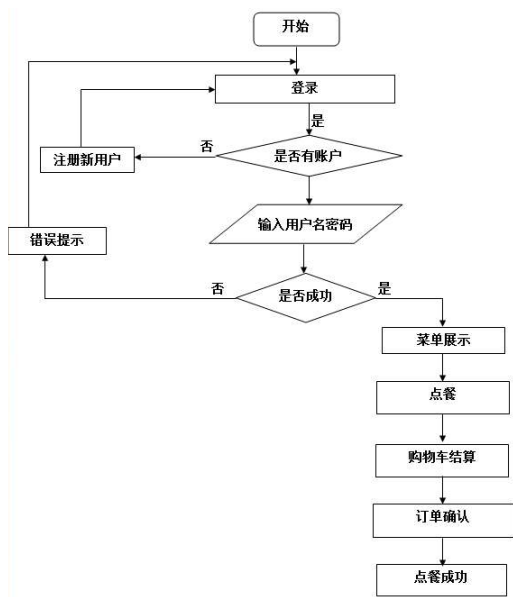 开始
登录
是
是否有账户
否
注册新用户
输入用户名密码
错误提示
是否成功
否
是
菜单展示
点餐
购物车结算
订单确认
点餐成功